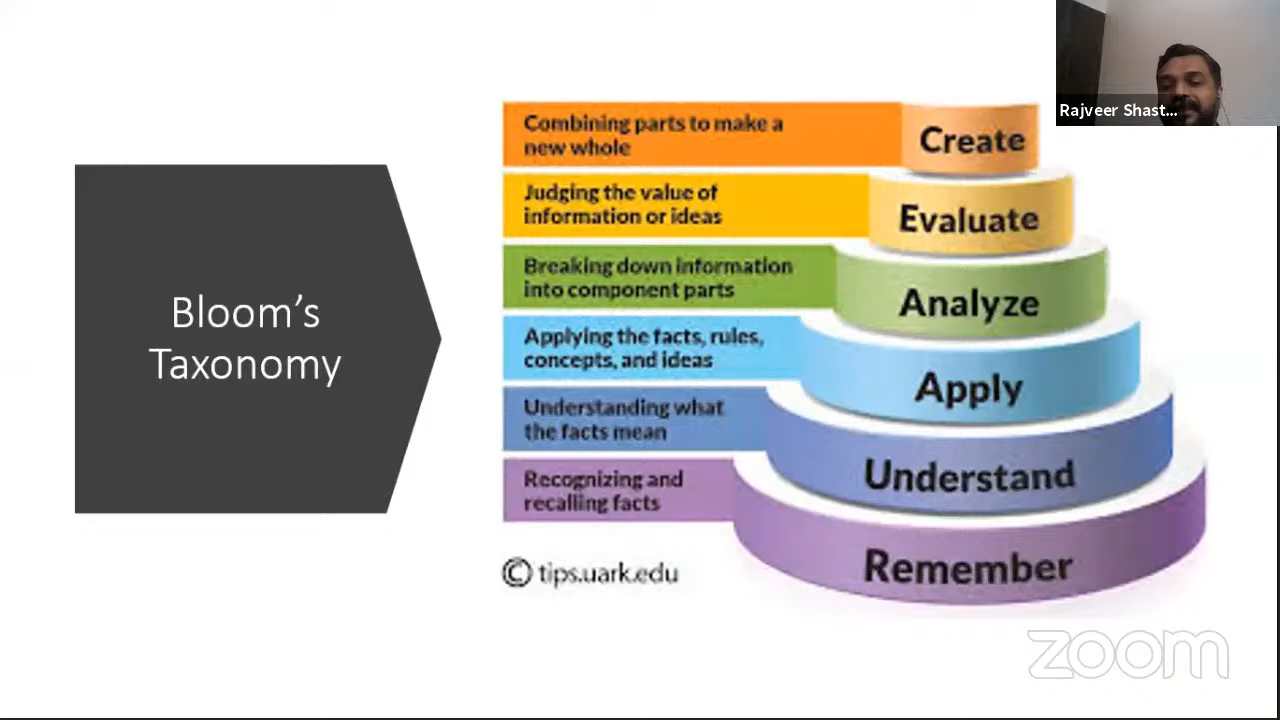 Rajveer Shast...
Bloom's
Taxonomy
Combining parts to make a
new whole
Create
Judging the value of
information or ideas
Evaluate
Breaking down information
into component parts
Analyze
Applying the facts, rules,
concepts, and ideas
Apply
Understanding what
the facts mean
Understand
Recognizing and
recalling facts
Remember
© tips.uark.edu
zoom